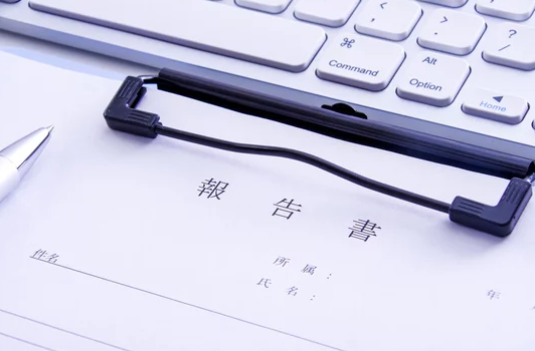 <
,
>
.
?
/
⌘
Command
Alt
Option
◀
Home
報告書
所属：
氏名：
年
件名